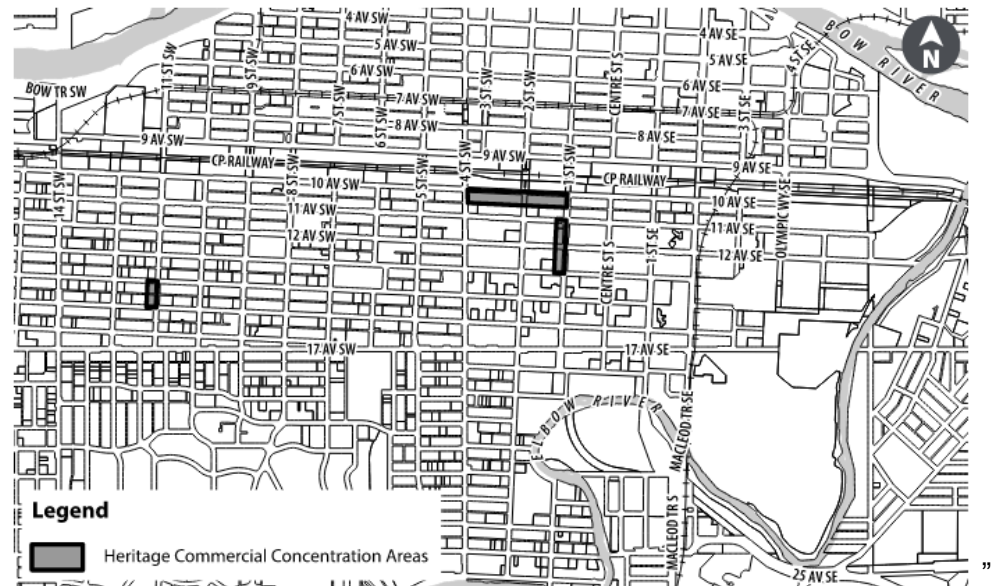 4 AV SW
5 AV SW
6 AV SW
7 AV SW
8 AV SW
9 AV SW
9 AV SW
BOW TR SW
11 ST SW
9 ST SW
7 ST SW
6 ST SW
3 ST SW
2 ST SW
CENTRE ST S
4 AV SE
5 AV SE
6 AV SE
7 AV SE
8 AV SE
9 AV SE
3 ST SE
4 ST SE
BOW RIVER
N
CP RAILWAY
CP RAILWAY
14 ST SW
8 ST SW
5 ST SW
4 ST SW
1 ST SW
10 AV SW
11 AV SW
12 AV SW
10 AV SE
11 AV SE
12 AV SE
OLYMPIC WY SE
CENTRE ST S
1 ST SE
17 AV SW
17 AV SE
ELBOW RIVER
MACLEOD TR SE
MACLEOD TR S
25 AV SE
Legend
Heritage Commercial Concentration Areas
”